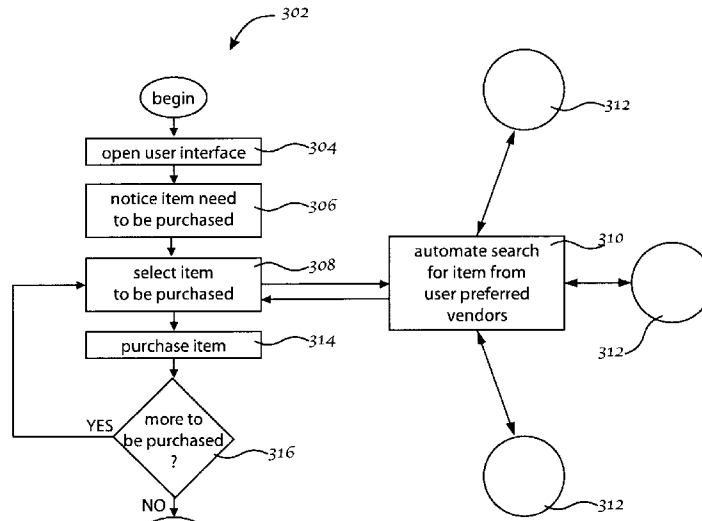 302
begin
312
open user interface
304
notice item need
to be purchased
306
310
automate search
for item from
user preferred
vendors
select item
to be purchased
308
312
purchase item
314
YES
more to
be purchased
?
316
NO
312